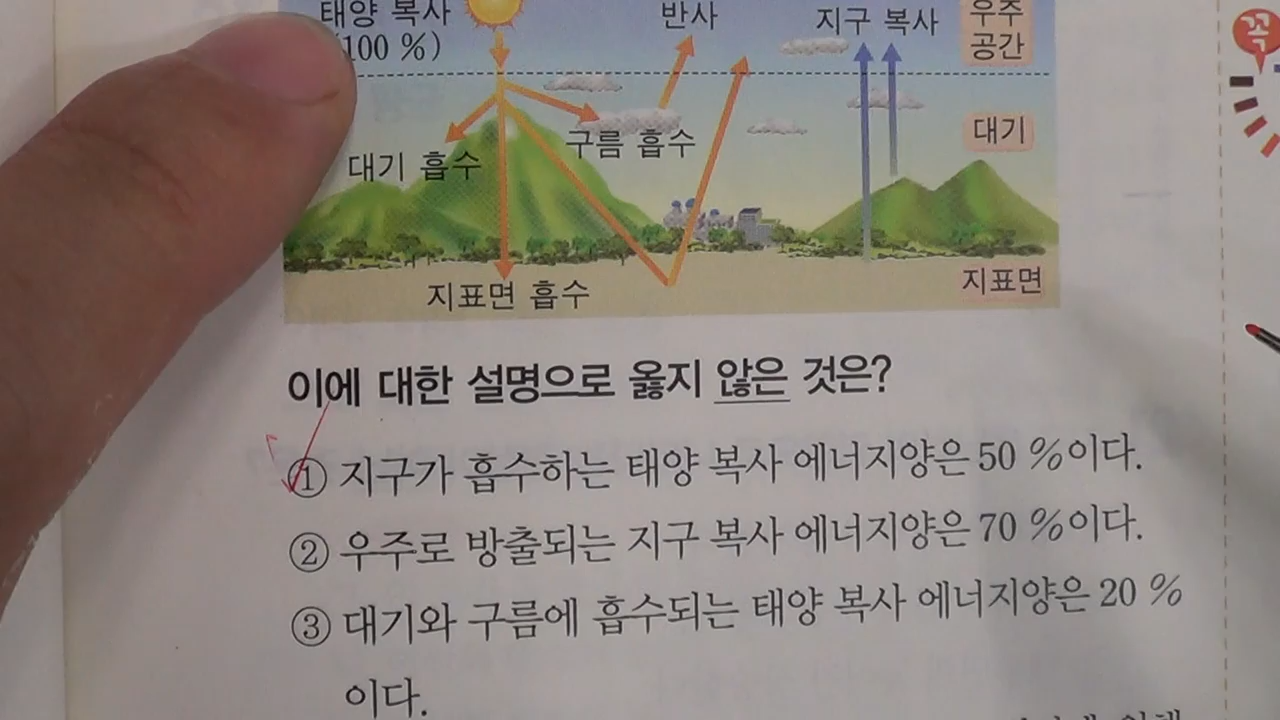 태양 복사
(100 %)
반사
지구 복사
우주
공간
꼭
대기
구름 흡수
대기 흡수
지표면 흡수
지표면
이에 대한 설명으로 옳지 않은 것은?
① 지구가 흡수하는 태양 복사 에너지양은 50 %이다.
② 우주로 방출되는 지구 복사 에너지양은 70 %이다.
③ 대기와 구름에 흡수되는 태양 복사 에너지양은 20 %
이다.